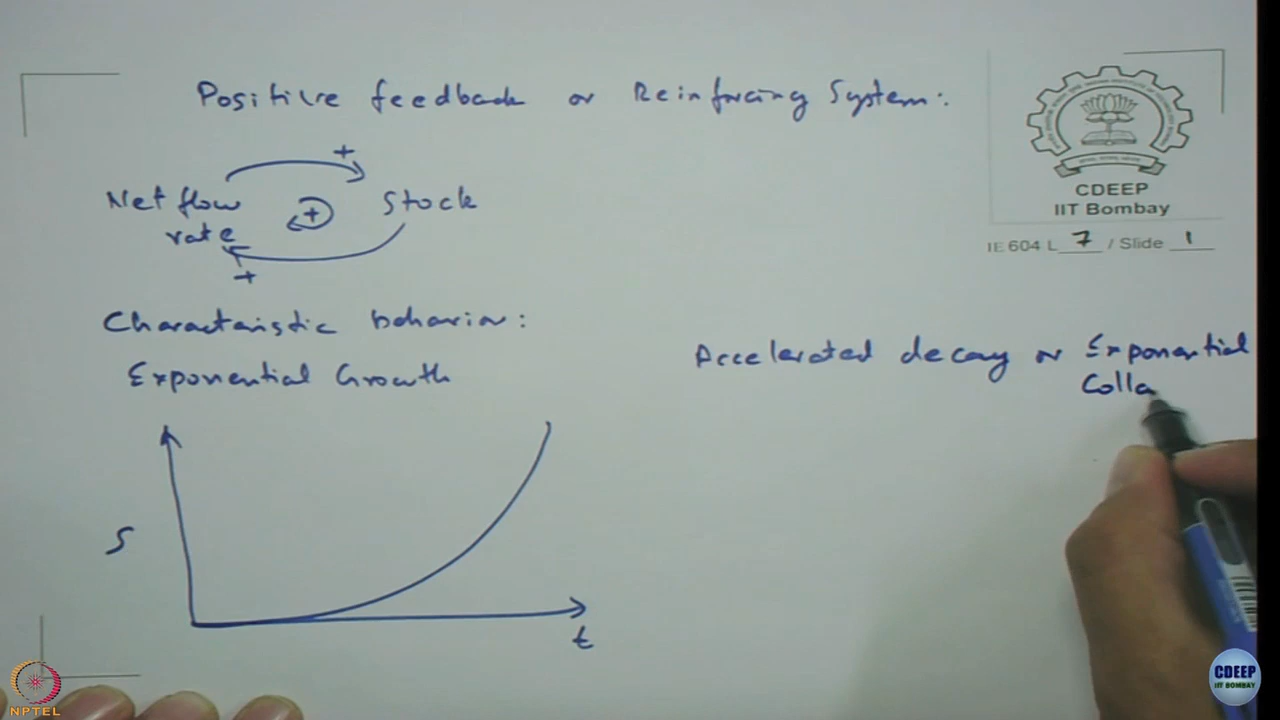 Positive feedback or Reinforcing System:
CDEEP
IIT Bombay
IE 604 L 7 / Slide 1
+
Net flow
rate
+
Stock
+
Characteristic behavior:
Exponential Growth
Accelerated decay or Exponential
Colla
S
t
NPTEL
CDEEP
IIT BOMBAY